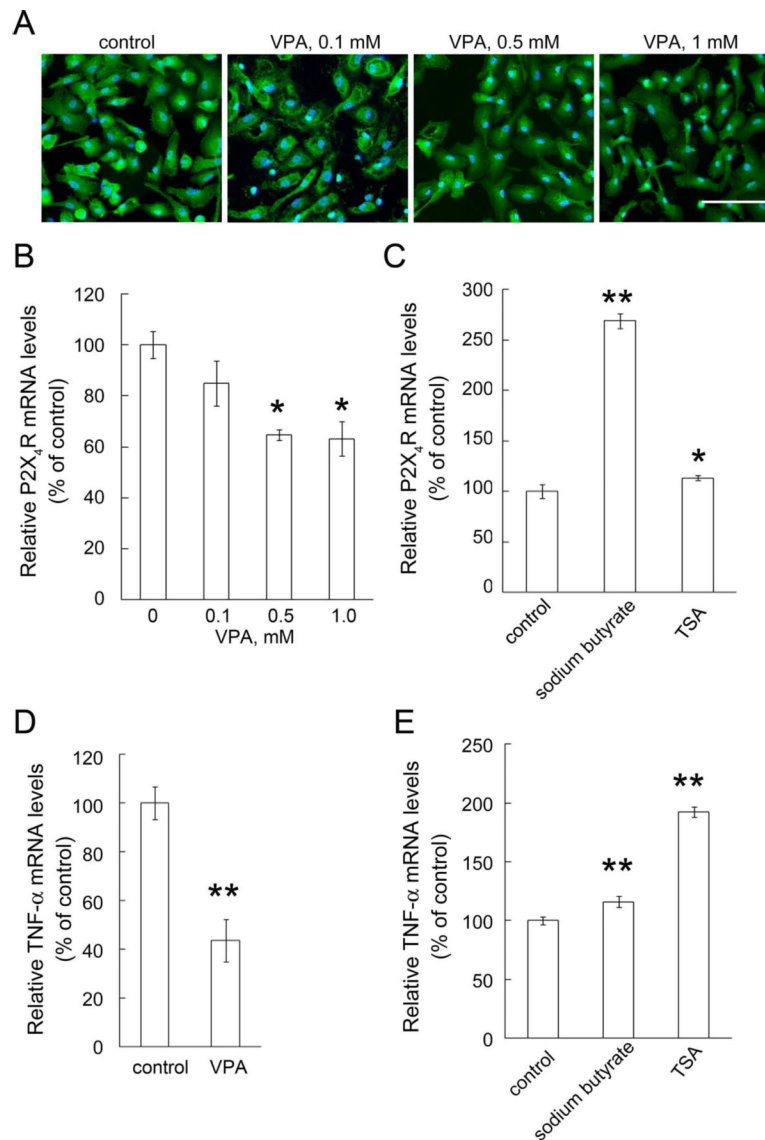 A
control
VPA, 0.1 mM
VPA, 0.5 mM
VPA, 1 mM
B
Relative P2X₄R mRNA levels
(% of control)
120
100
80
60
40
20
0
*
*
0
0.1
0.5
1.0
VPA, mM
C
Relative P2X₄R mRNA levels
(% of control)
300
250
200
150
100
50
0
**
*
control
sodium butyrate
TSA
D
Relative TNF-α mRNA levels
(% of control)
120
100
80
60
40
20
0
**
control
VPA
E
Relative TNF-α mRNA levels
(% of control)
250
200
150
100
50
0
**
**
control
sodium butyrate
TSA